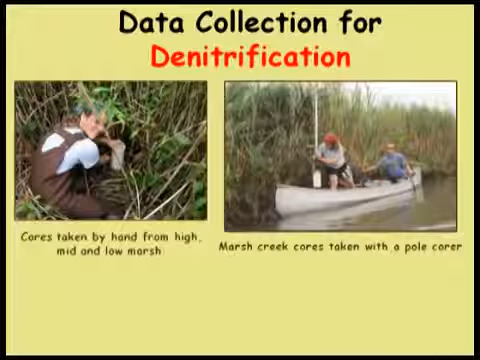 Data Collection for
Denitrification
Cores taken by hand from high,
mid and low marsh
Marsh creek cores taken with a pole corer